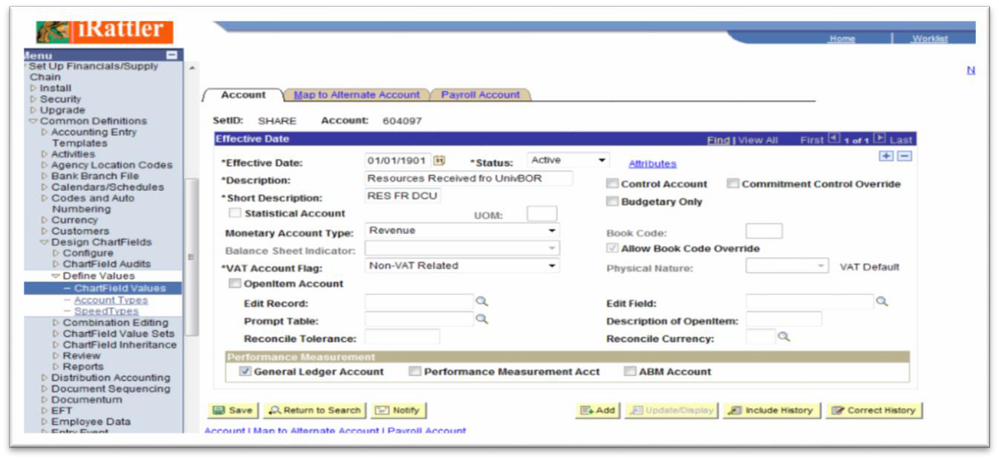 iRattler
Home
Worklist
Menu
N
Set Up Financials/Supply
Chain
Install
Security
Upgrade
Common Definitions
Accounting Entry
Templates
Activities
Agency Location Codes
Bank Branch File
Calendars/Schedules
Codes and Auto
Numbering
Currency
Customers
Design ChartFields
Configure
ChartField Audits
Define Values
ChartField Values
Account Types
SpeedTypes
Combination Editing
ChartField Value Sets
ChartField Inheritance
Review
Reports
Distribution Accounting
Document Sequencing
Documentum
EFT
Employee Data
Entry Event
Account Map to Alternate Account Payroll Account
SetID: SHARE Account: 604097
Effective Date Find | View All First 1 of 1 Last
*Effective Date: 01/01/1901 31 *Status: Active Attributes
*Description: Resources Received fro UnivBOR
Control Account Commitment Control Override
*Short Description: RES FR DCU
Budgetary Only
Statistical Account UOM:
Monetary Account Type: Revenue Book Code:
Balance Sheet Indicator: Allow Book Code Override
*VAT Account Flag: Non-VAT Related Physical Nature: VAT Default
OpenItem Account
Edit Record: Edit Field:
Prompt Table: Description of OpenItem:
Reconcile Tolerance: Reconcile Currency:
Performance Measurement
General Ledger Account Performance Measurement Acct ABM Account
Save Return to Search Notify Add Update/Display Include History Correct History
Account | Map to Alternate Account | Payroll Account